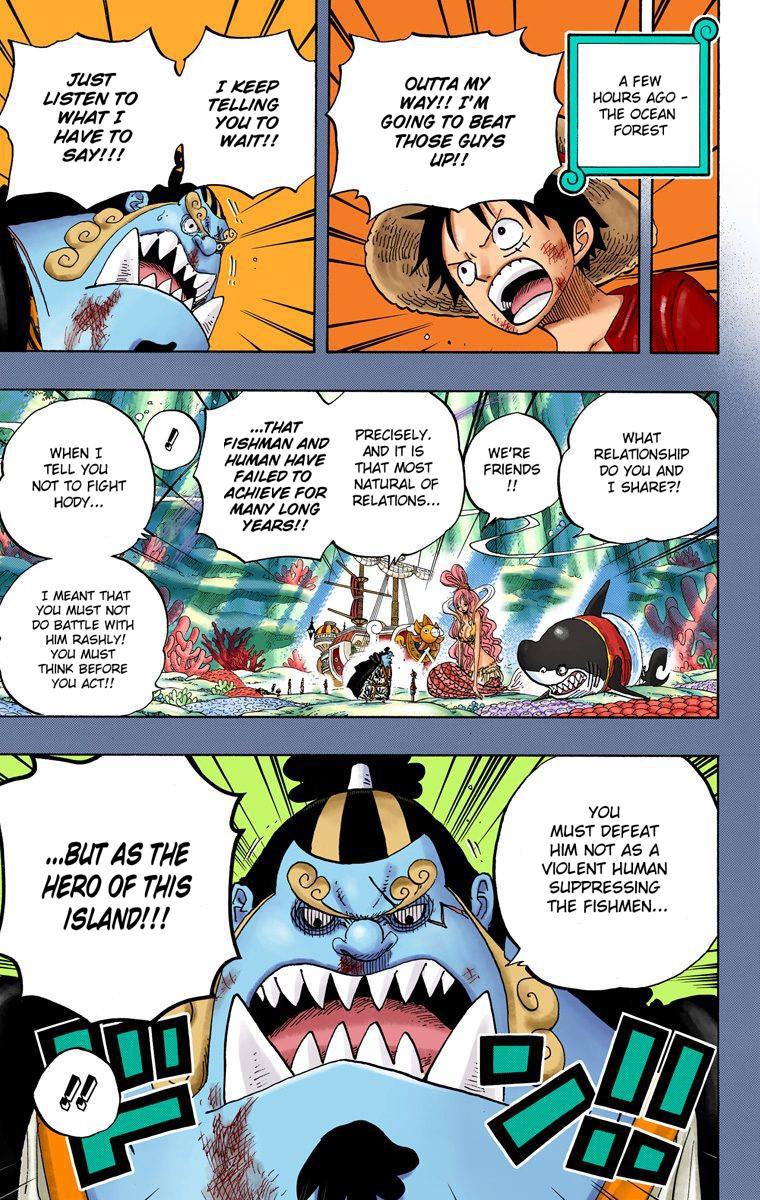 A FEW
HOURS AGO -
THE OCEAN
FOREST
OUTTA MY
WAY!! I'M
GOING TO BEAT
THOSE GUYS
UP!!
I KEEP
TELLING
YOU TO
WAIT!!
JUST
LISTEN TO
WHAT I
HAVE TO
SAY!!!
WHAT
RELATIONSHIP
DO YOU AND
I SHARE?!
WE'RE
FRIENDS
!!
PRECISELY.
AND IT IS
THAT MOST
NATURAL OF
RELATIONS...
...THAT
FISHMAN AND
HUMAN HAVE
FAILED TO
ACHIEVE FOR
MANY LONG
YEARS!!
!!
WHEN I
TELL YOU
NOT TO FIGHT
HODY...
I MEANT THAT
YOU MUST NOT
DO BATTLE WITH
HIM RASHLY!
YOU MUST
THINK BEFORE
YOU ACT!!
YOU
MUST DEFEAT
HIM NOT AS A
VIOLENT HUMAN
SUPPRESSING
THE FISHMEN...
...BUT AS THE
HERO OF THIS
ISLAND!!!
!!
ドン!!